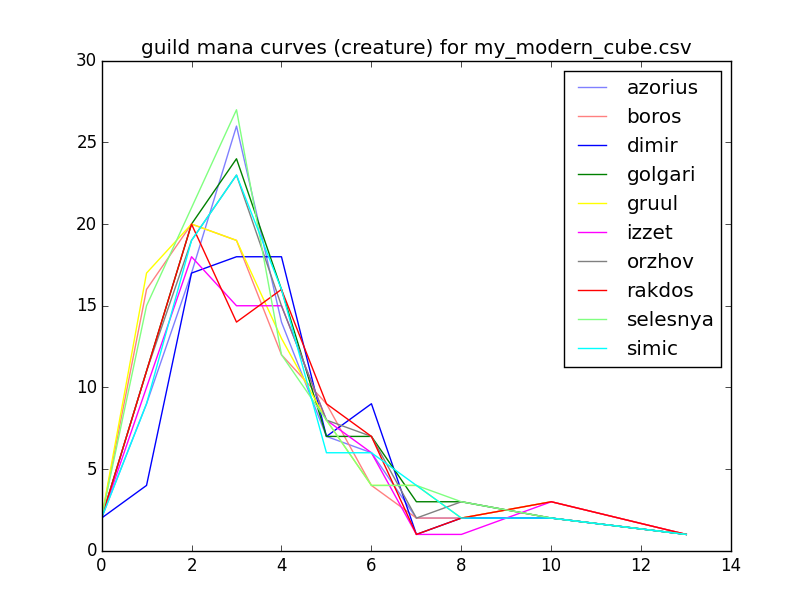 guild mana curves (creature) for my_modern_cube.csv
30
25
20
15
10
5
0
0 2 4 6 8 10 12 14
azorius
boros
dimir
golgari
gruul
izzet
orzhov
rakdos
selesnya
simic